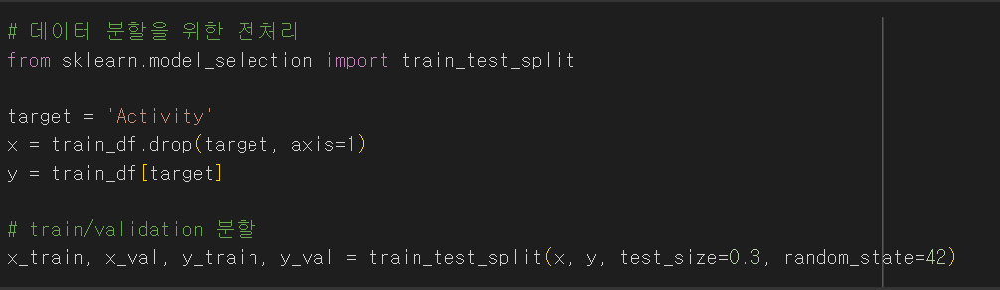 # 데이터 분할을 위한 전처리
from sklearn.model_selection import train_test_split
target = 'Activity'
x = train_df.drop(target, axis=1)
y = train_df[target]
# train/validation 분할
x_train, x_val, y_train, y_val = train_test_split(x, y, test_size=0.3, random_state=42)